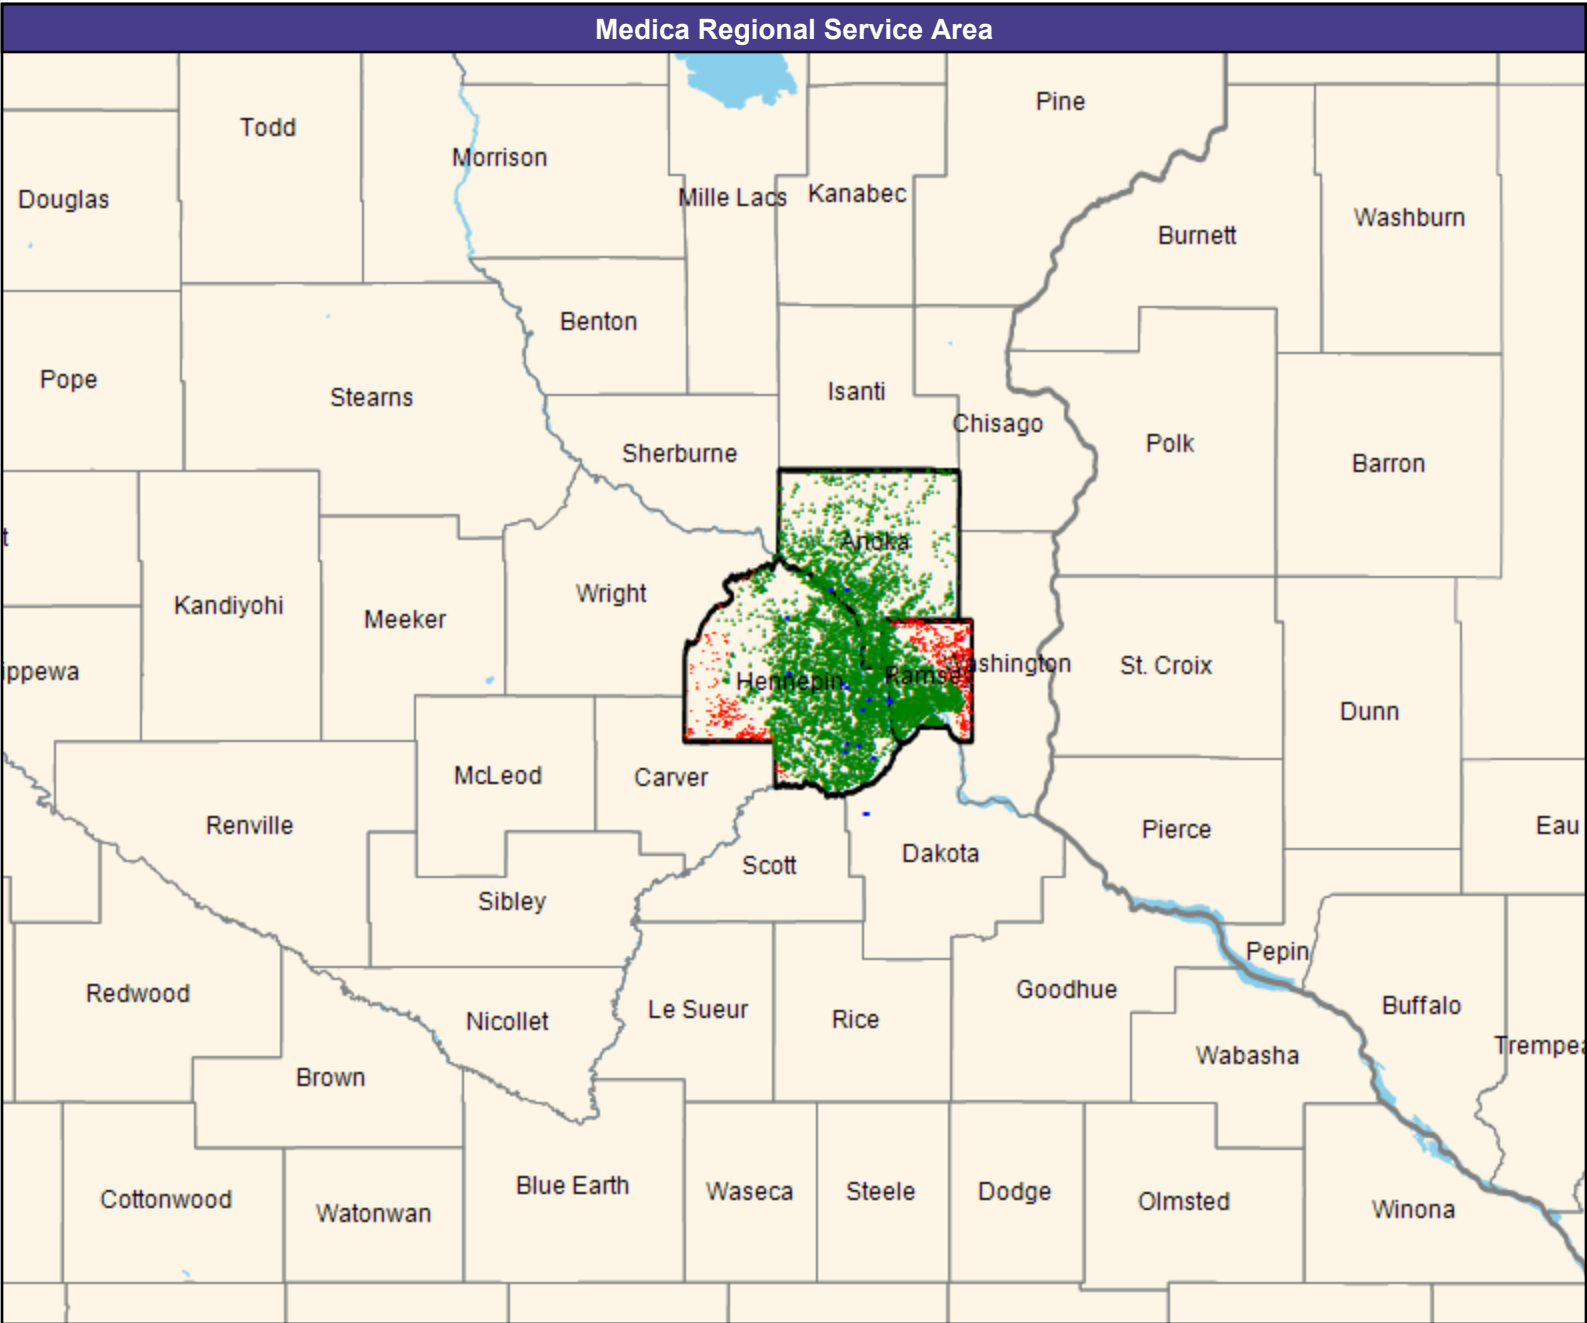 Medica Regional Service Area
Pine
Todd
Morrison
Douglas
Mille Lacs
Kanabec
Washburn
Burnett
Benton
Pope
Stearns
Isanti
Chisago
Polk
Sherburne
Barron
t
Anoka
Wright
Kandiyohi
Meeker
ippewa
Washington
St. Croix
Hennepin
Ramsey
Dunn
McLeod
Carver
Renville
Pierce
Eau
Dakota
Scott
Sibley
Pepin
Redwood
Goodhue
Buffalo
Le Sueur
Nicollet
Rice
Trempea
Wabasha
Brown
Blue Earth
Waseca
Steele
Dodge
Cottonwood
Olmsted
Watonwan
Winona